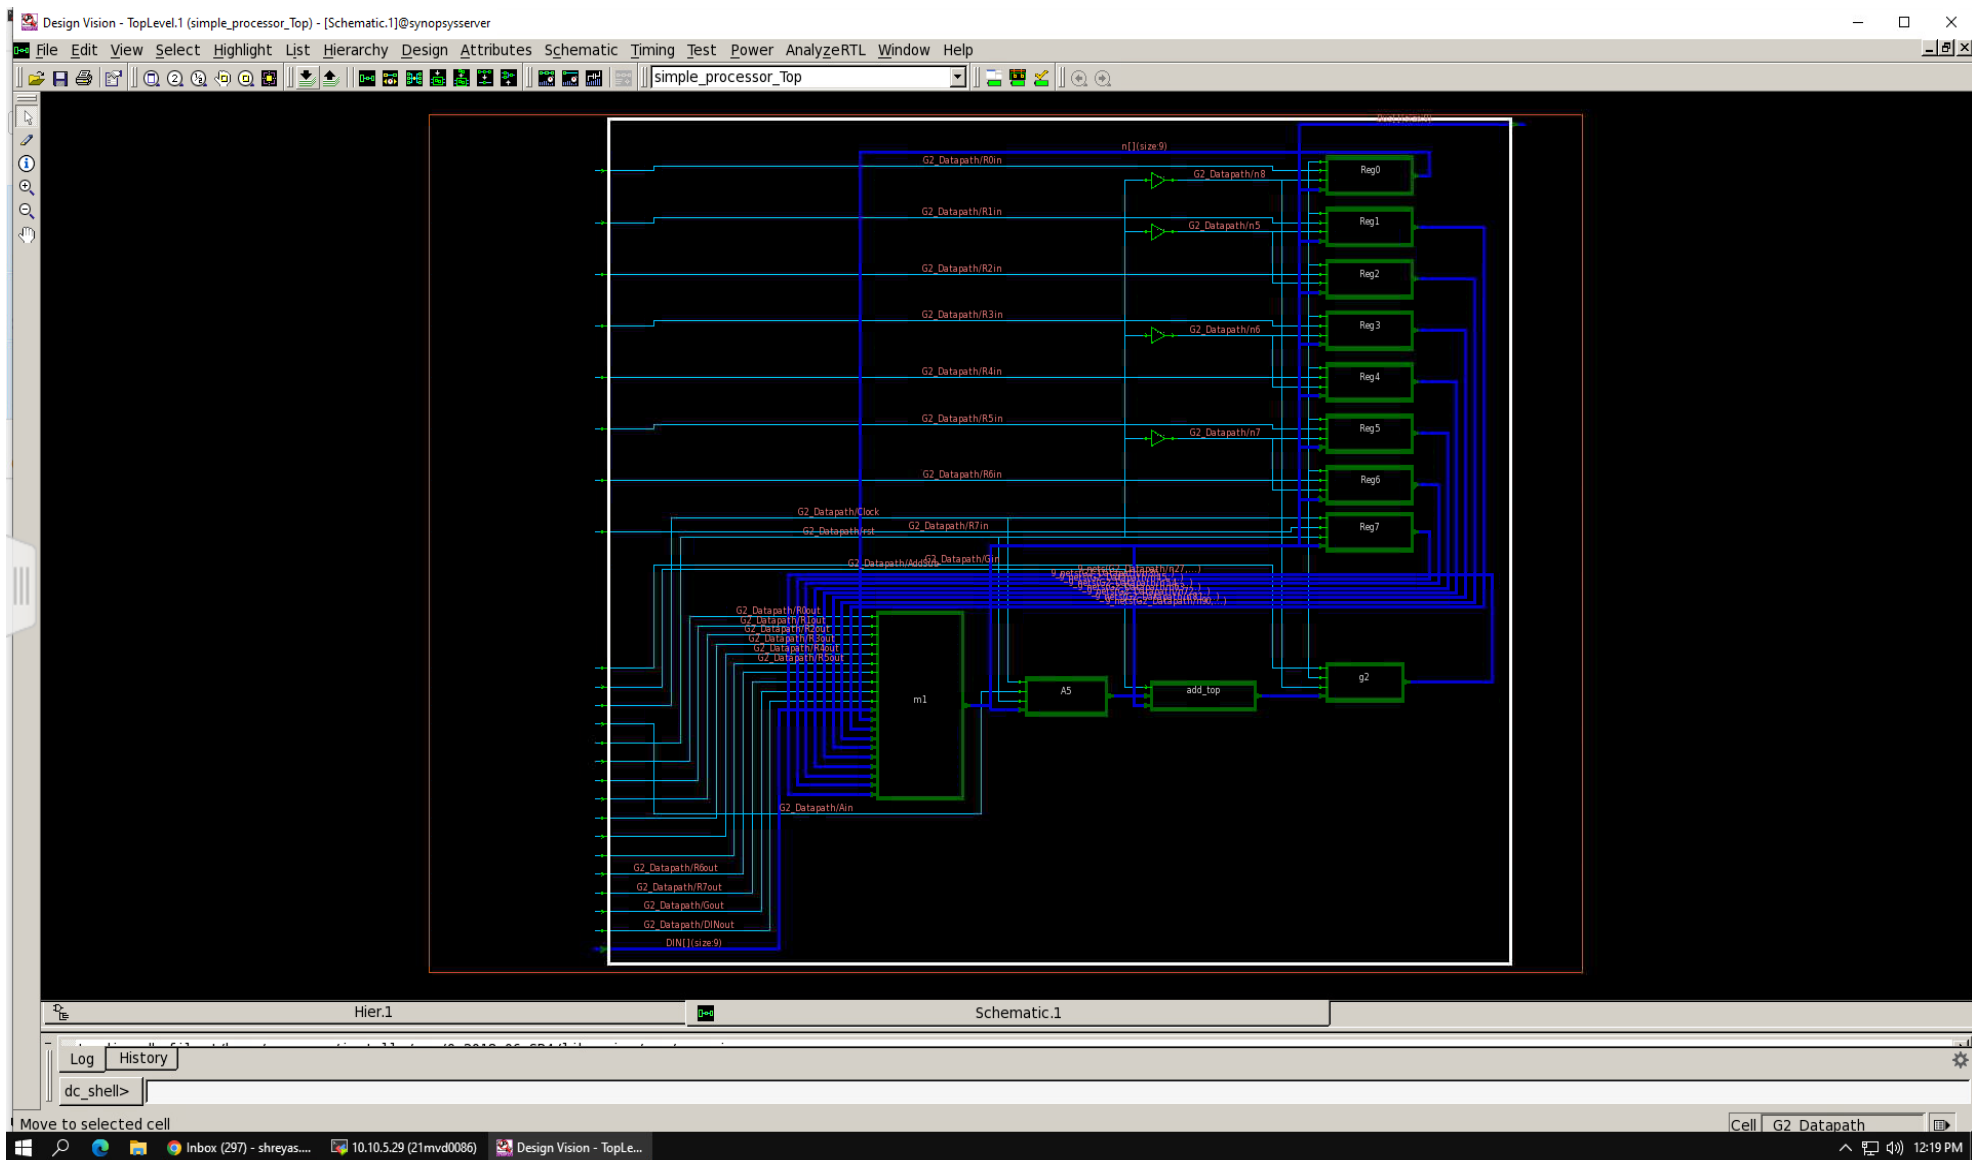 Design Vision - TopLevel.1 (simple_processor_Top) - [Schematic.1]@synopsysserver
File Edit View Select Highlight List Hierarchy Design Attributes Schematic Timing Test Power AnalyzeRTL Window Help
simple_processor_Top
n[](size:9)
G2_Datapath/R0in
Reg0
G2_Datapath/n8
G2_Datapath/R1in
Reg1
G2_Datapath/n5
G2_Datapath/R2in
Reg2
G2_Datapath/R3in
Reg3
G2_Datapath/n6
G2_Datapath/R4in
Reg4
G2_Datapath/R5in
Reg5
G2_Datapath/n7
G2_Datapath/R6in
Reg6
G2_Datapath/Clock
G2_Datapath/R7in
Reg7
G2_Datapath/rst
G2_Datapath/Gin
G2_Datapath/R0out
G2_Datapath/R1out
G2_Datapath/R2out
G2_Datapath/R3out
G2_Datapath/R4out
G2_Datapath/R5out
m1
A5
add_top
g2
G2_Datapath/Ain
G2_Datapath/R6out
G2_Datapath/R7out
G2_Datapath/Gout
G2_Datapath/DINout
DIN[](size:9)
Hier.1
Schematic.1
Log
History
dc_shell>
Move to selected cell
Cell G2_Datapath
Inbox (297) - shreyas....
10.10.5.29 (21mvd0086)
Design Vision - TopLe...
12:19 PM